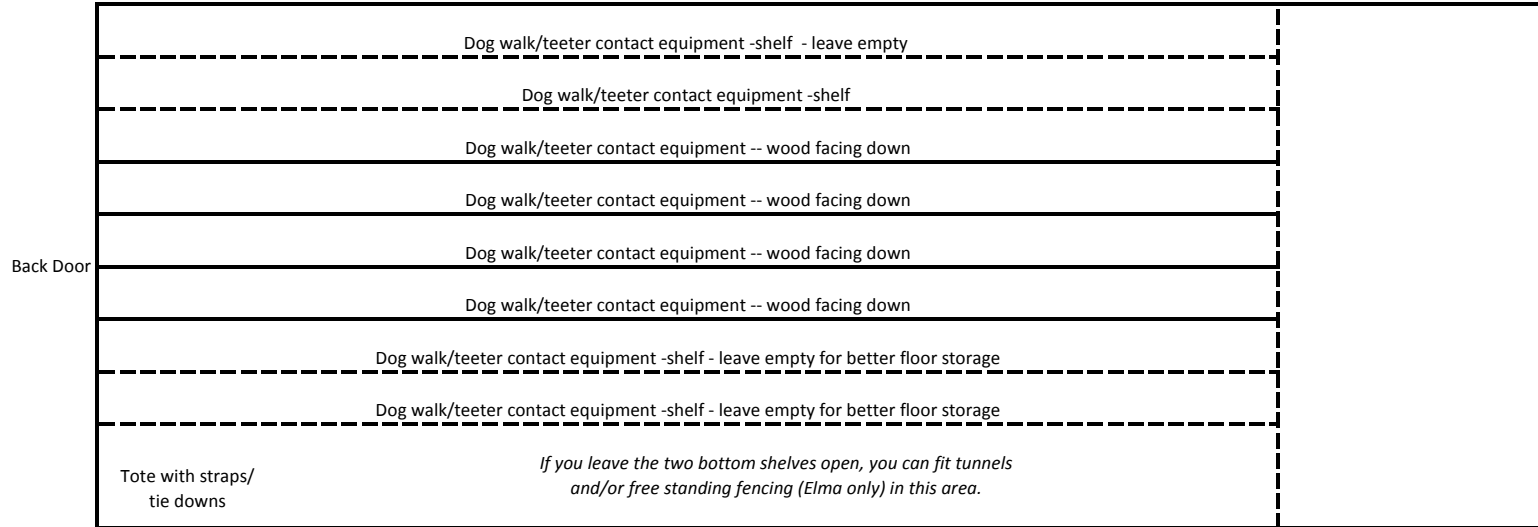 Dog walk/teeter contact equipment -shelf  - leave empty
Dog walk/teeter contact equipment -shelf
Dog walk/teeter contact equipment -- wood facing down
Dog walk/teeter contact equipment -- wood facing down
Dog walk/teeter contact equipment -- wood facing down
Back Door
Dog walk/teeter contact equipment -- wood facing down
Dog walk/teeter contact equipment -shelf - leave empty for better floor storage
Dog walk/teeter contact equipment -shelf - leave empty for better floor storage
Tote with straps/
tie downs
If you leave the two bottom shelves open, you can fit tunnels
and/or free standing fencing (Elma only) in this area.